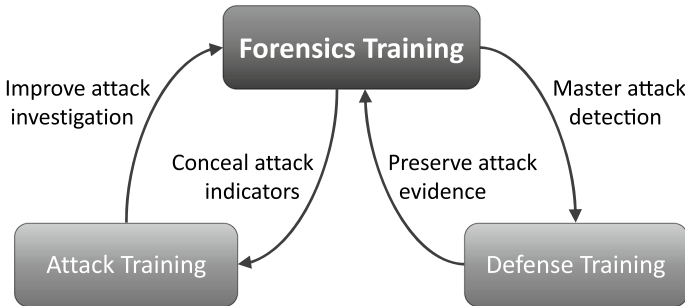 Forensics Training
Improve attack
investigation
Master attack
detection
Conceal attack
indicators
Preserve attack
evidence
Attack Training
Defense Training